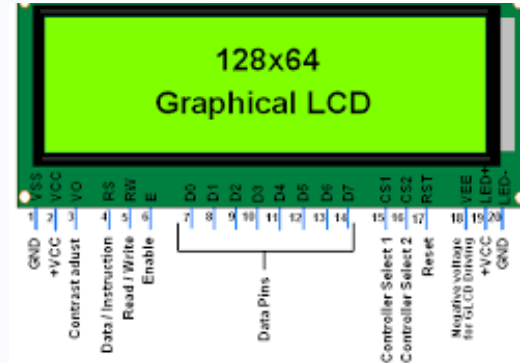 128x64
Graphical LCD
VSS VCC VO RS RW E D0 D1 D2 D3 D4 D5 D6 D7 CS1 CS2 RST VEE LED+ LED-
1 2 3 4 5 6 7 8 9 10 11 12 13 14 15 16 17 18 19 20
GND
+VCC
Contrast adust
Data / Instruction
Read / Write
Enable
Data Pins
Controller Select 1
Controller Select 2
Reset
Negative voltage
for GLCD Driving
+VCC
GND